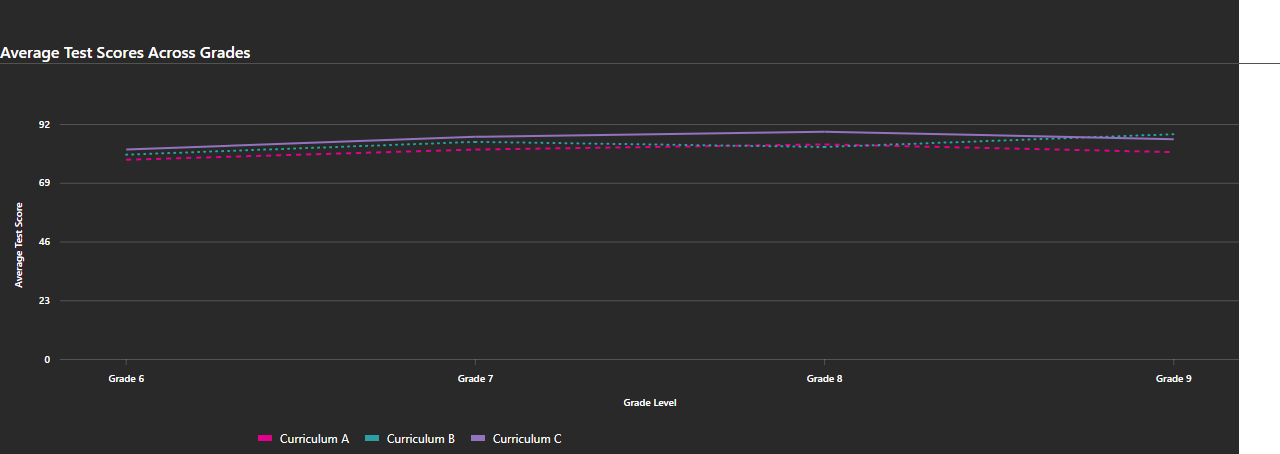 Average Test Scores Across Grades
92
69
46
23
0
Average Test Score
Grade 6
Grade 7
Grade 8
Grade 9
Grade Level
Curriculum A
Curriculum B
Curriculum C